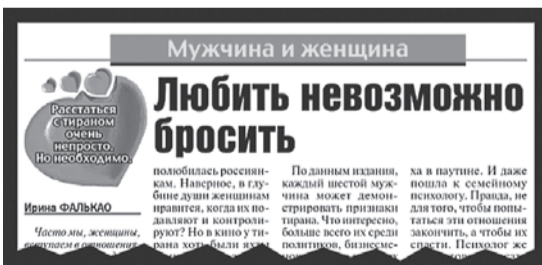 Мужчина и женщина
Расстаться
с тираном
очень
непросто.
Но необходимо.
Любить невозможно
бросить
Ирина ФАЛЬКАО
Часто мы, женщины,
вступаем в отношения
полюбилась россиян-
кам. Наверное, в глу-
бине души женщинам
нравится, когда их по-
давляют и контроли-
руют? Но в кино у ти-
рана хоть были яхты
По данным издания,
каждый шестой муж-
чина может демон-
стрировать признаки
тирана. Что интересно,
больше всего их среди
политиков, бизнесме-
ха в паутине. И даже
пошла к семейному
психологу. Правда, не
для того, чтобы попы-
таться эти отношения
закончить, а чтобы их
спасти. Психолог же